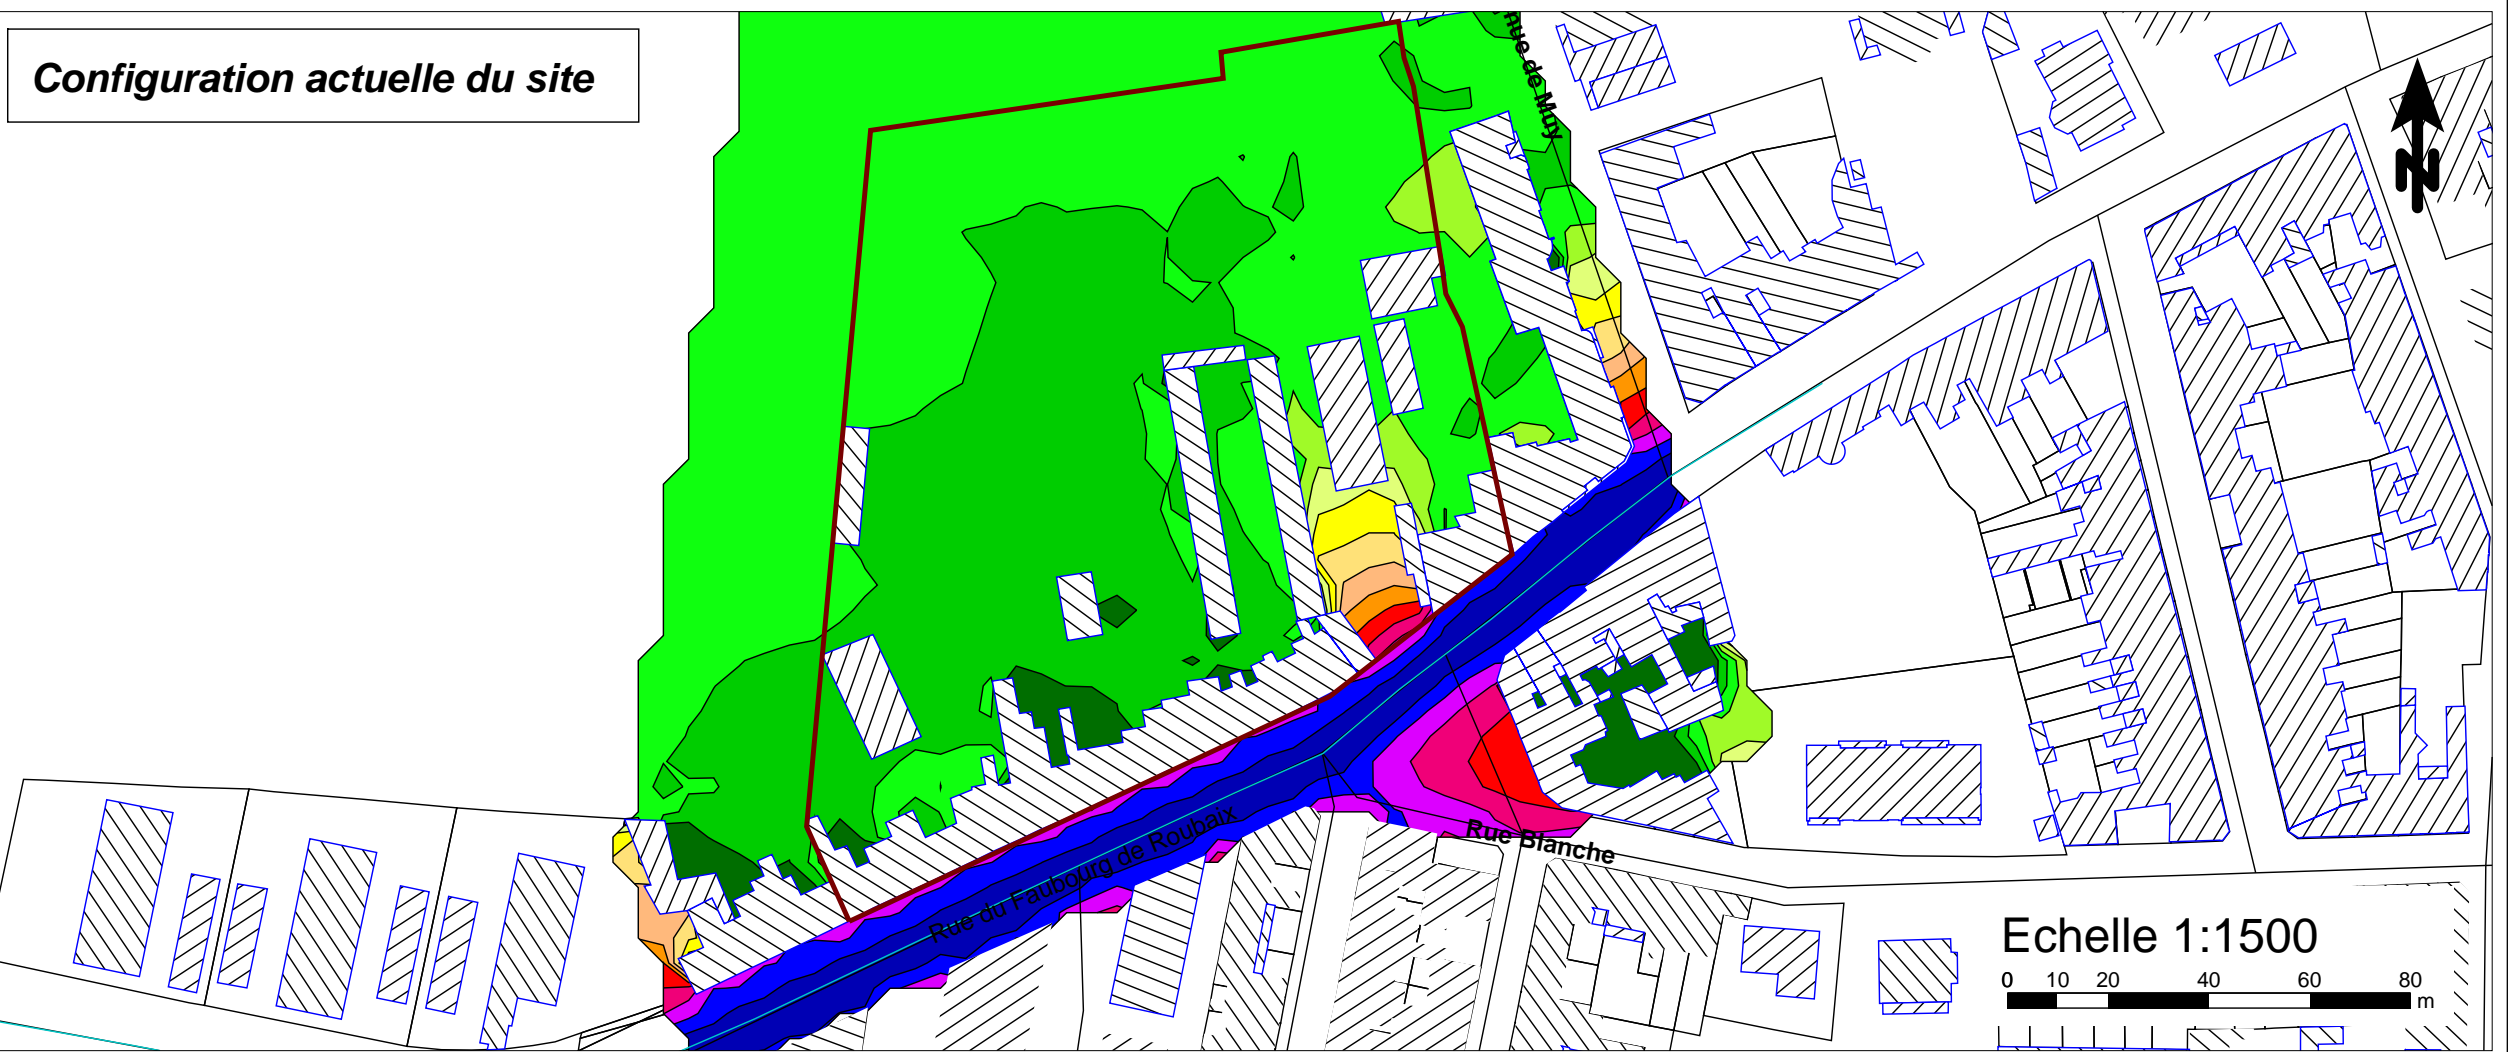 Configuration actuelle du site
nue de Muy
N
Rue du Faubourg de Roubaix
Rue Blanche
Echelle 1:1500
0 10 20 40 60 80
m